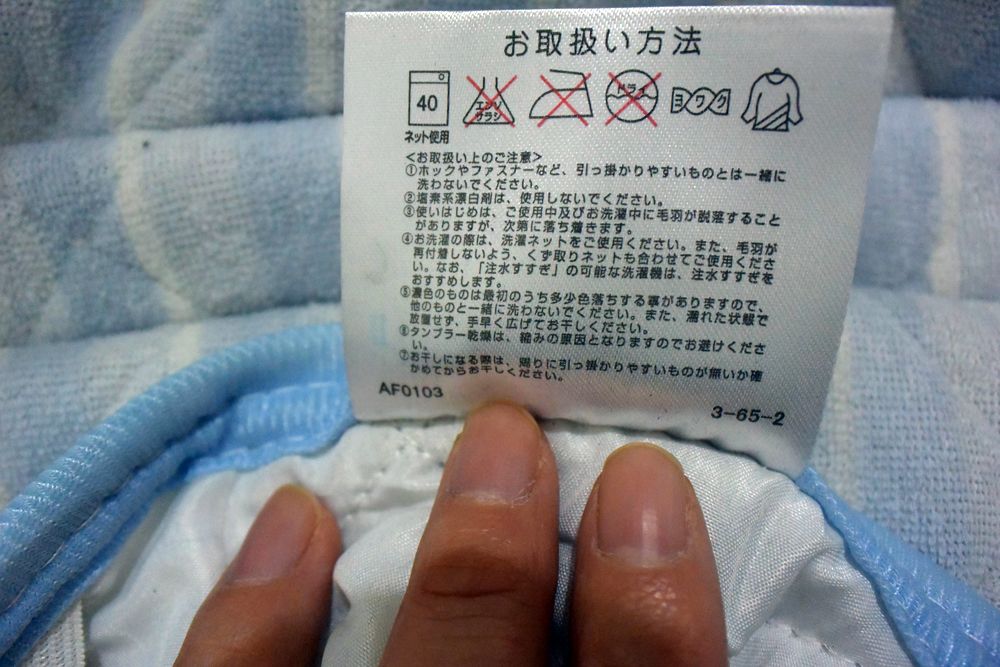 お取扱い方法
40
エンソ
サラシ
ドライ
ヨワク
ネット使用
<お取扱い上のご注意>
①ホックやファスナーなど、引っ掛かりやすいものとは一緒に
洗わないでください。
②塩素系漂白剤は、使用しないでください。
③使いはじめは、ご使用中及びお洗濯中に毛羽が脱落すること
がありますが、次第に落ち着きます。
④お洗濯の際は、洗濯ネットをご使用ください。また、毛羽が
再付着しないよう、くず取りネットも合わせてご使用くださ
い。なお、「注水すすぎ」の可能な洗濯機は、注水すすぎを
おすすめします。
⑤濃色のものは最初のうち多少色落ちする事がありますので、
他のものと一緒に洗わないでください。また、濡れた状態で
放置せず、手早く広げてお干しください。
⑥タンブラー乾燥は、縮みの原因となりますのでお避けくださ
い。
⑦お干しになる際は、周りに引っ掛かりやすいものが無いか確
かめてからお干しください。
AF0103
3-65-2